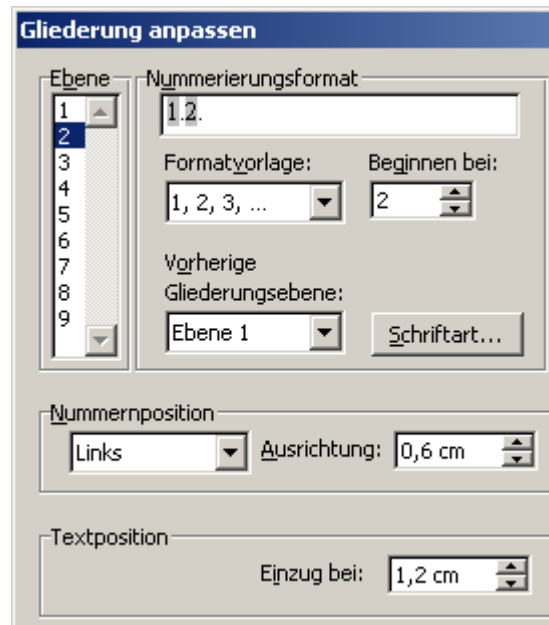 Gliederung anpassen
Ebene
1
2
3
4
5
6
7
8
9
Nummerierungsformat
1.2.
Formatvorlage: Beginnen bei:
1, 2, 3, ... 2
Vorherige
Gliederungsebene:
Ebene 1 Schriftart...
Nummernposition
Links Ausrichtung: 0,6 cm
Textposition
Einzug bei: 1,2 cm